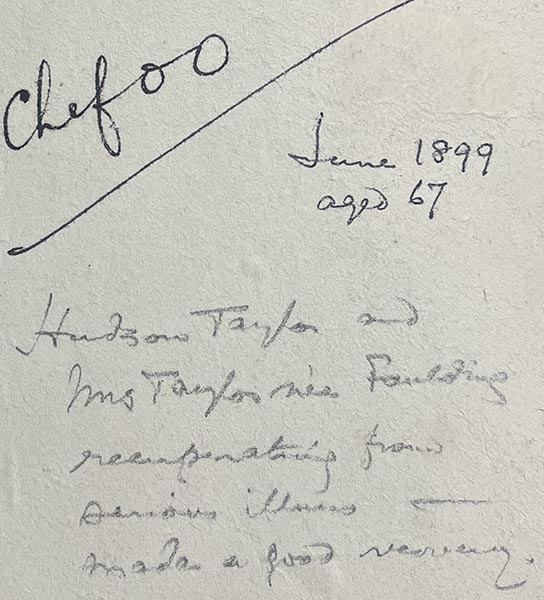 Chefoo
June 1899
aged 67
Hudson Taylor and
Mrs Taylor née Faulding
recuperating from
serious illness —
made a good recovery.